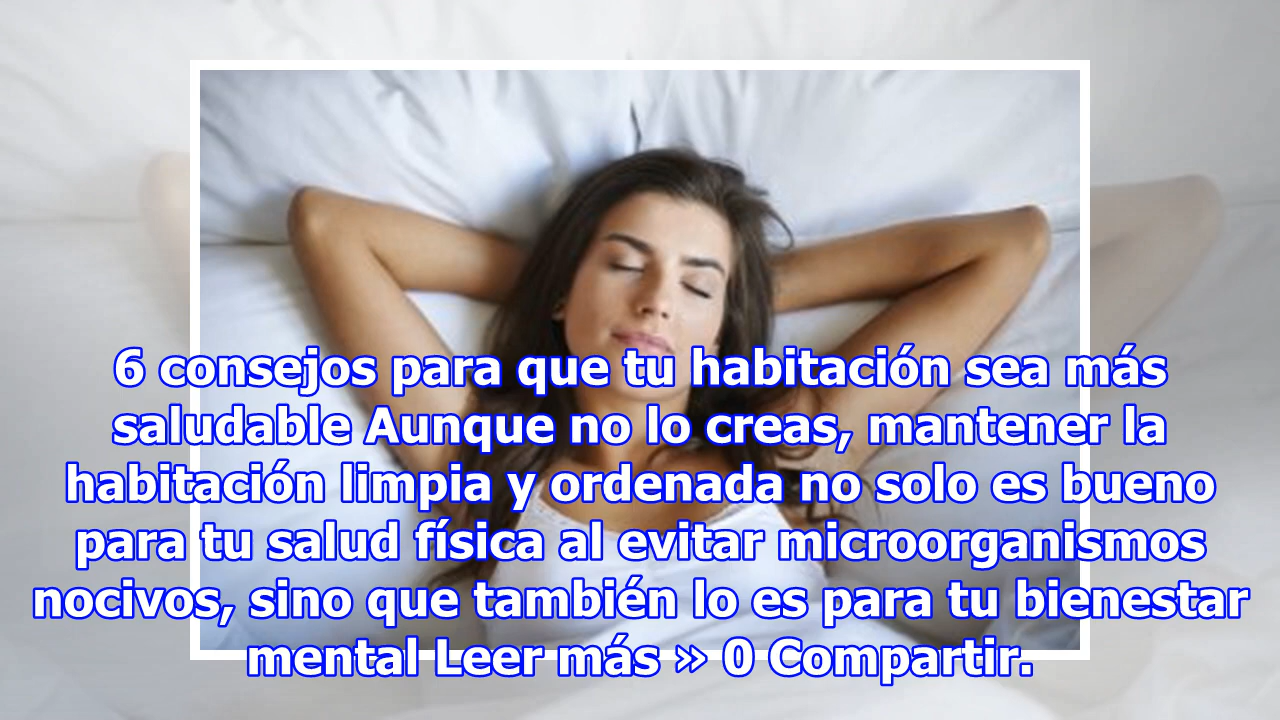 6 consejos para que tu habitación sea más
saludable Aunque no lo creas, mantener la
habitación limpia y ordenada no solo es bueno
para tu salud física al evitar microorganismos
nocivos, sino que también lo es para tu bienestar
mental Leer más » 0 Compartir.